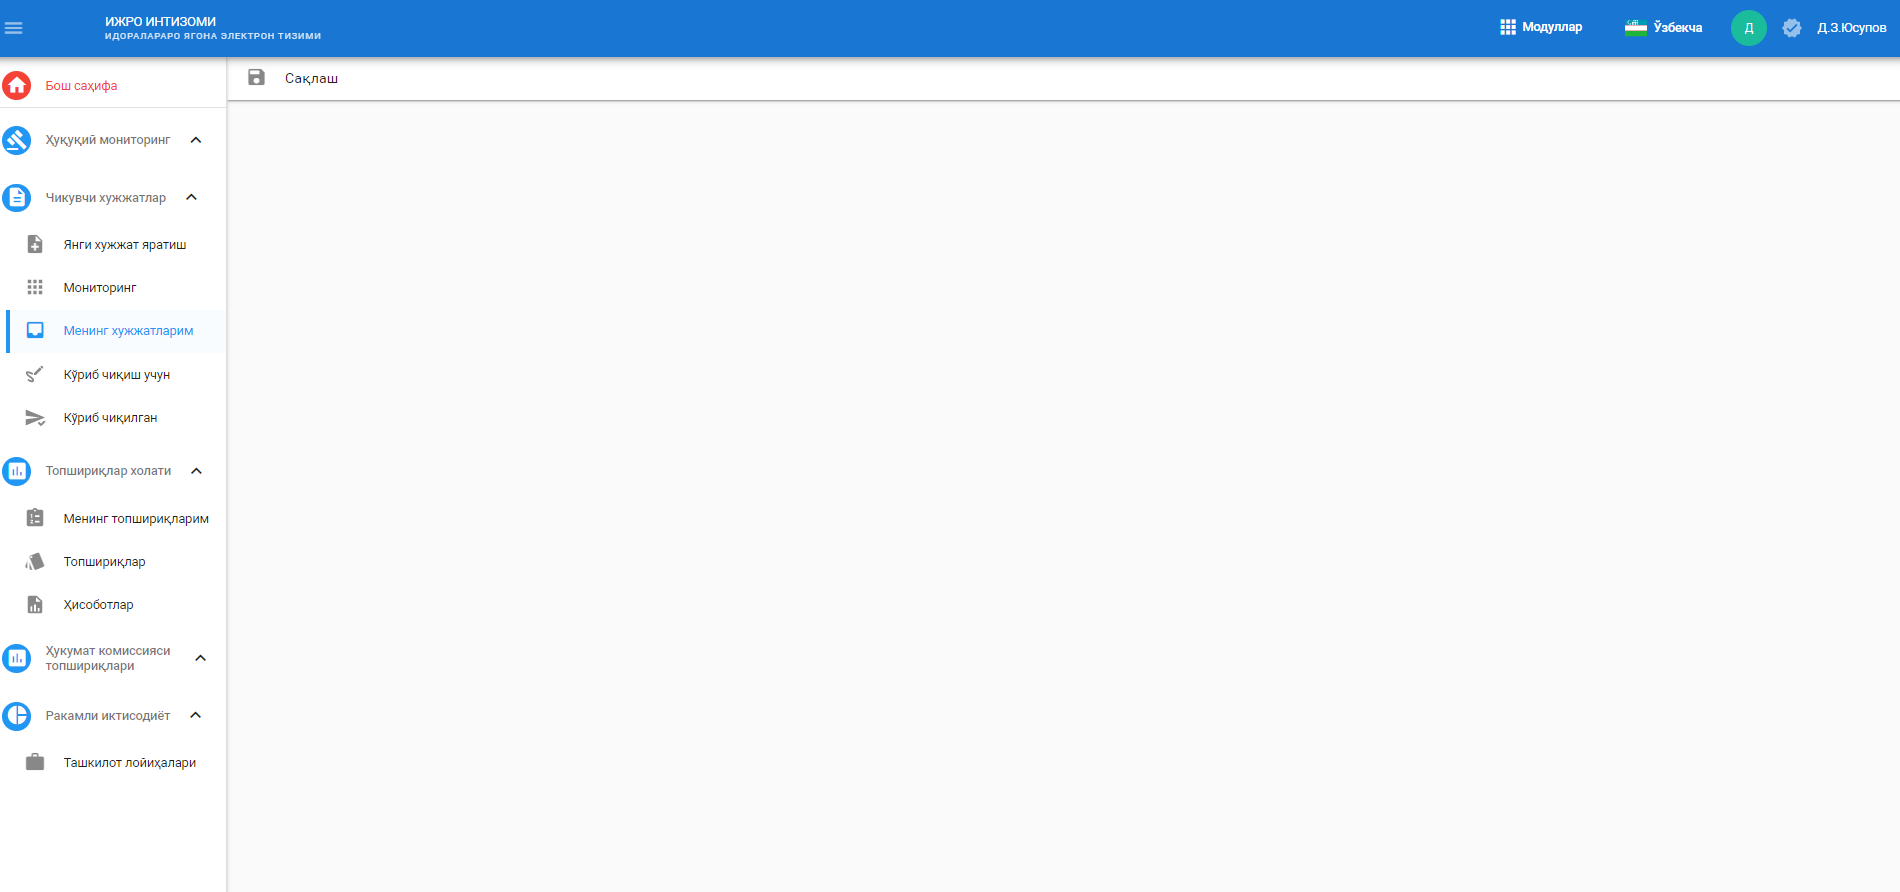 ИЖРО ИНТИЗОМИ
ИДОРАЛАРАРО ЯГОНА ЭЛЕКТРОН ТИЗИМИ
Модуллар
Ўзбекча
Д
Д.З.Юсупов
Бош саҳифа
Сақлаш
Ҳуқуқий мониторинг
Чикувчи хужжатлар
Янги хужжат яратиш
Мониторинг
Менинг хужжатларим
Кўриб чиқиш учун
Кўриб чиқилган
Топшириқлар холати
Менинг топшириқларим
Топшириқлар
Ҳисоботлар
Ҳукумат комиссияси
топшириқлари
Ракамли иктисодиёт
Ташкилот лойиҳалари